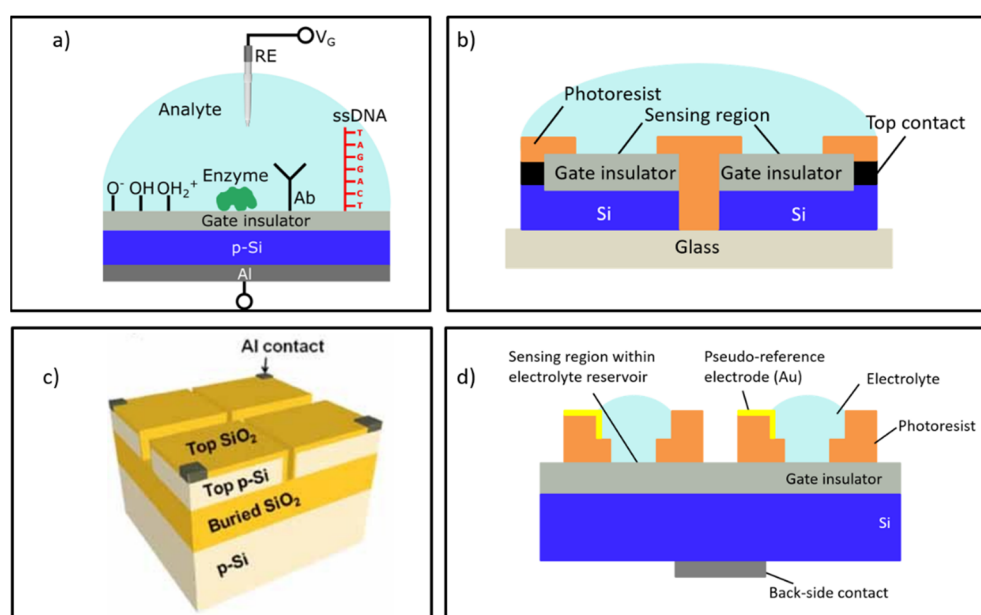 a)
V_G
RE
Analyte
ssDNA
T
A
G
G
A
C
T
O⁻ OH OH₂⁺
Enzyme
Ab
Gate insulator
p-Si
Al
b)
Photoresist
Sensing region
Top contact
Gate insulator
Gate insulator
Si
Si
Glass
c)
Al contact
Top SiO₂
Top p-Si
Buried SiO₂
p-Si
d)
Sensing region within
electrolyte reservoir
Pseudo-reference
electrode (Au)
Electrolyte
Photoresist
Gate insulator
Si
Back-side contact